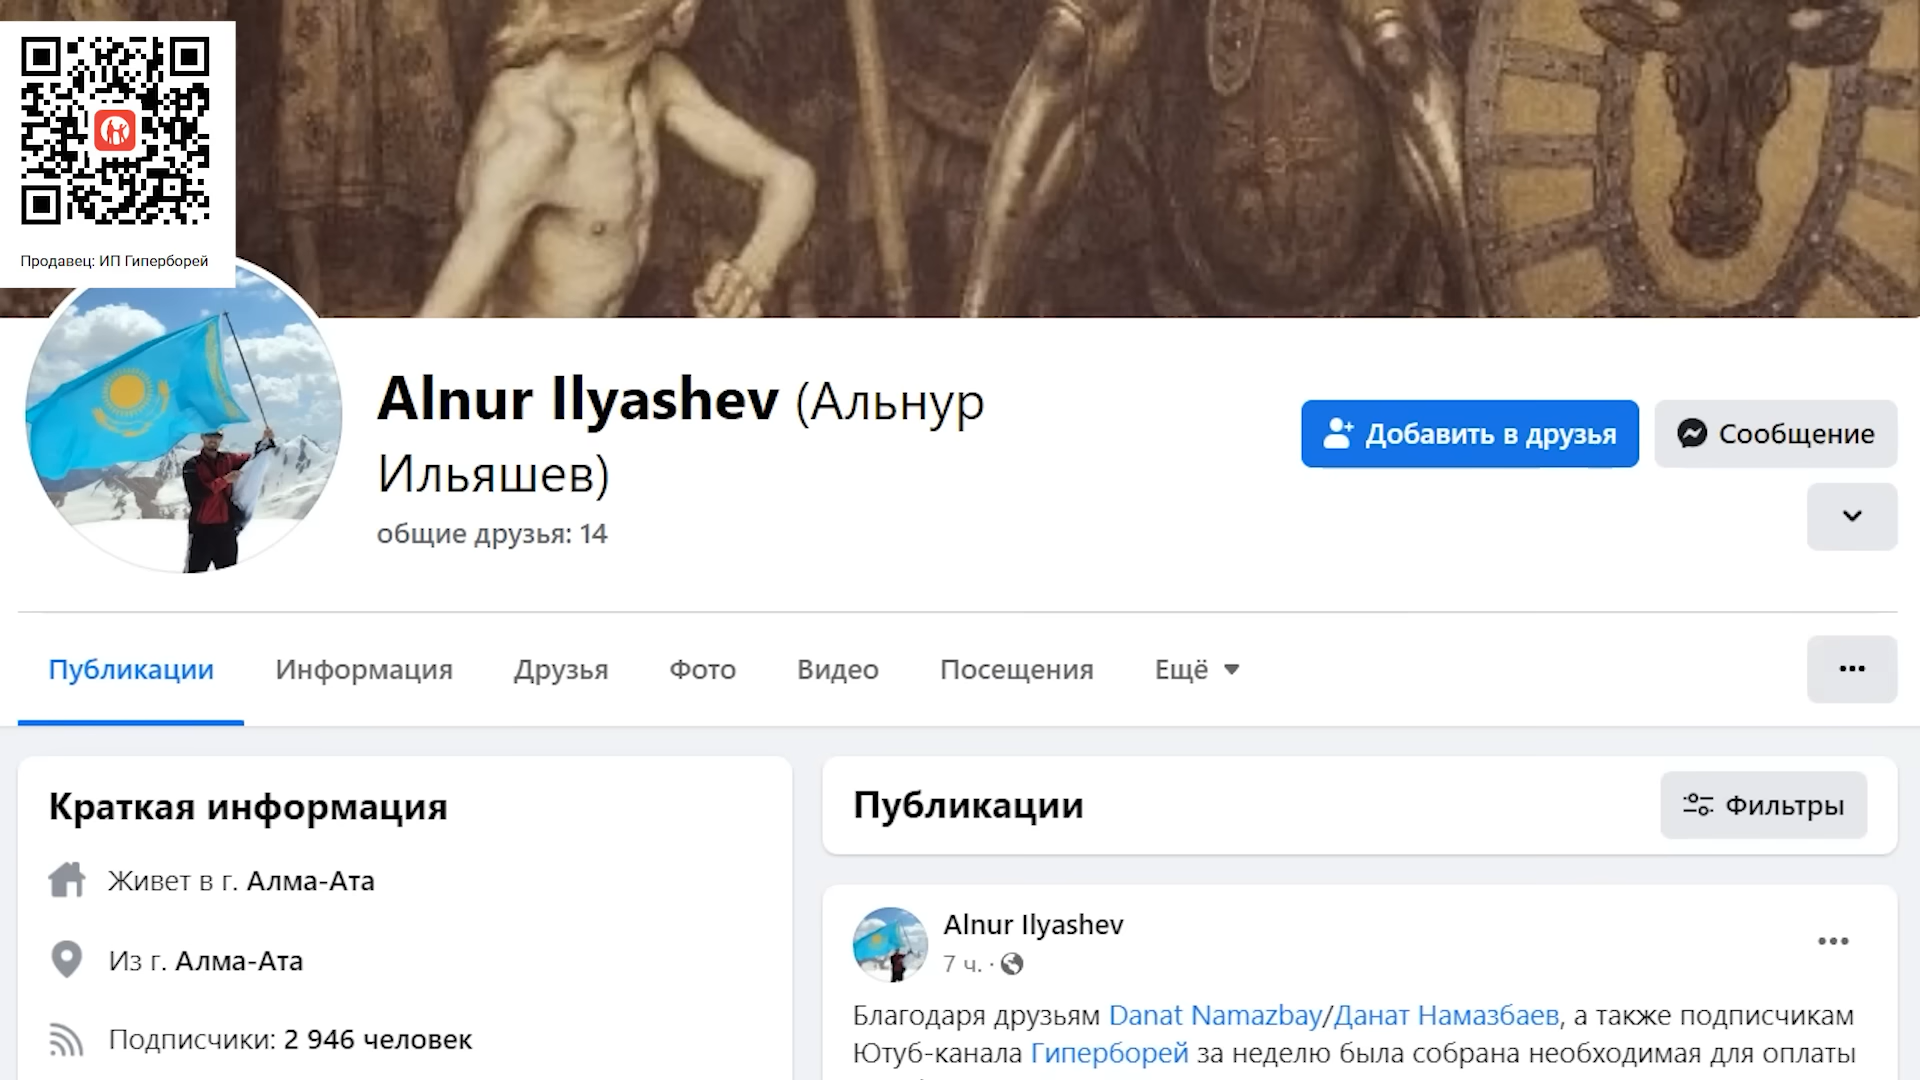 Продавец: ИП Гиперборей
Alnur Ilyashev (Альнур
Ильяшев)
общие друзья: 14
Добавить в друзья
Сообщение
Публикации
Информация
Друзья
Фото
Видео
Посещения
Ещё
Краткая информация
Живет в г. Алма-Ата
Из г. Алма-Ата
Подписчики: 2 946 человек
Публикации
Фильтры
Alnur Ilyashev
7 ч. ·
Благодаря друзьям Danat Namazbay/Данат Намазбаев, а также подписчикам
Ютуб-канала Гиперборей за неделю была собрана необходимая для оплаты